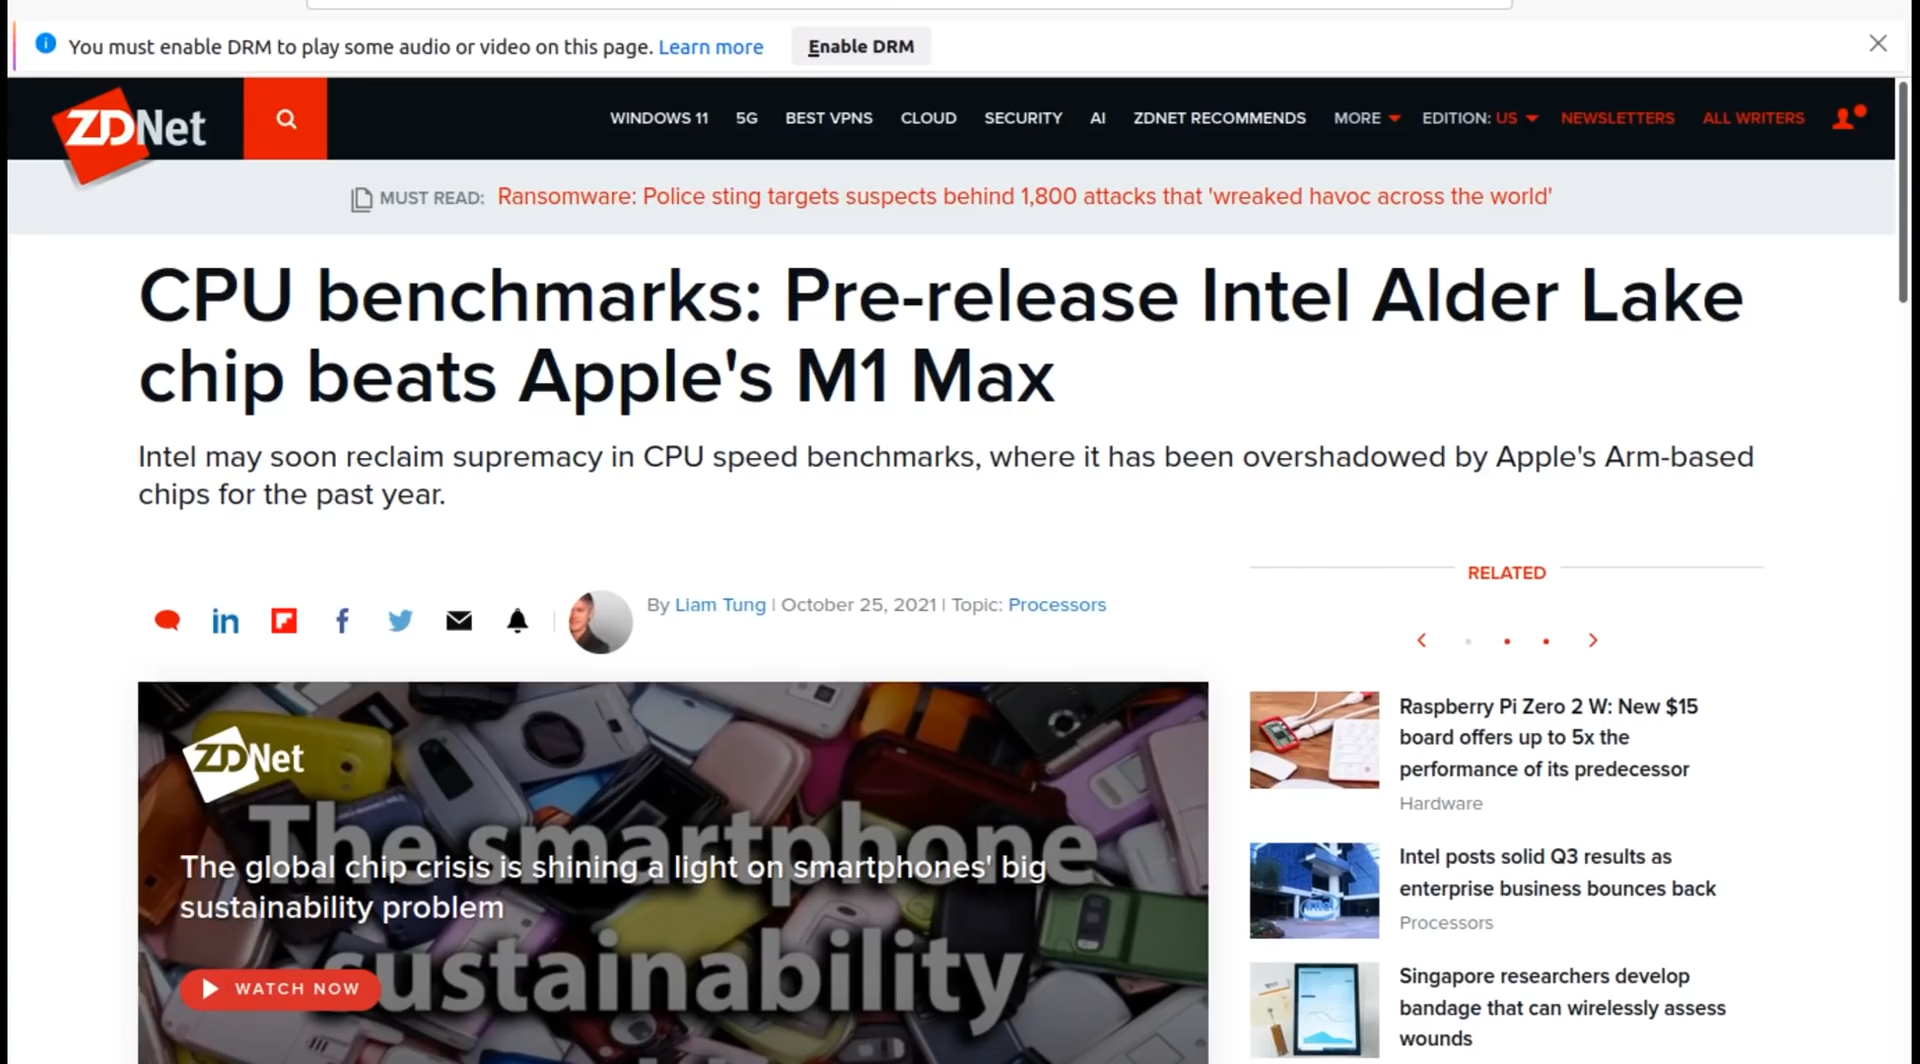 You must enable DRM to play some audio or video on this page. Learn more Enable DRM
ZDNet
WINDOWS 11 5G BEST VPNS CLOUD SECURITY AI ZDNET RECOMMENDS MORE EDITION: US NEWSLETTERS ALL WRITERS
MUST READ: Ransomware: Police sting targets suspects behind 1,800 attacks that 'wreaked havoc across the world'
CPU benchmarks: Pre-release Intel Alder Lake
chip beats Apple's M1 Max
Intel may soon reclaim supremacy in CPU speed benchmarks, where it has been overshadowed by Apple's Arm-based
chips for the past year.
By Liam Tung | October 25, 2021 | Topic: Processors
ZDNet
The smartphone
The global chip crisis is shining a light on smartphones' big
sustainability problem
sustainability
WATCH NOW
RELATED
Raspberry Pi Zero 2 W: New $15
board offers up to 5x the
performance of its predecessor
Hardware
Intel posts solid Q3 results as
enterprise business bounces back
Processors
Singapore researchers develop
bandage that can wirelessly assess
wounds